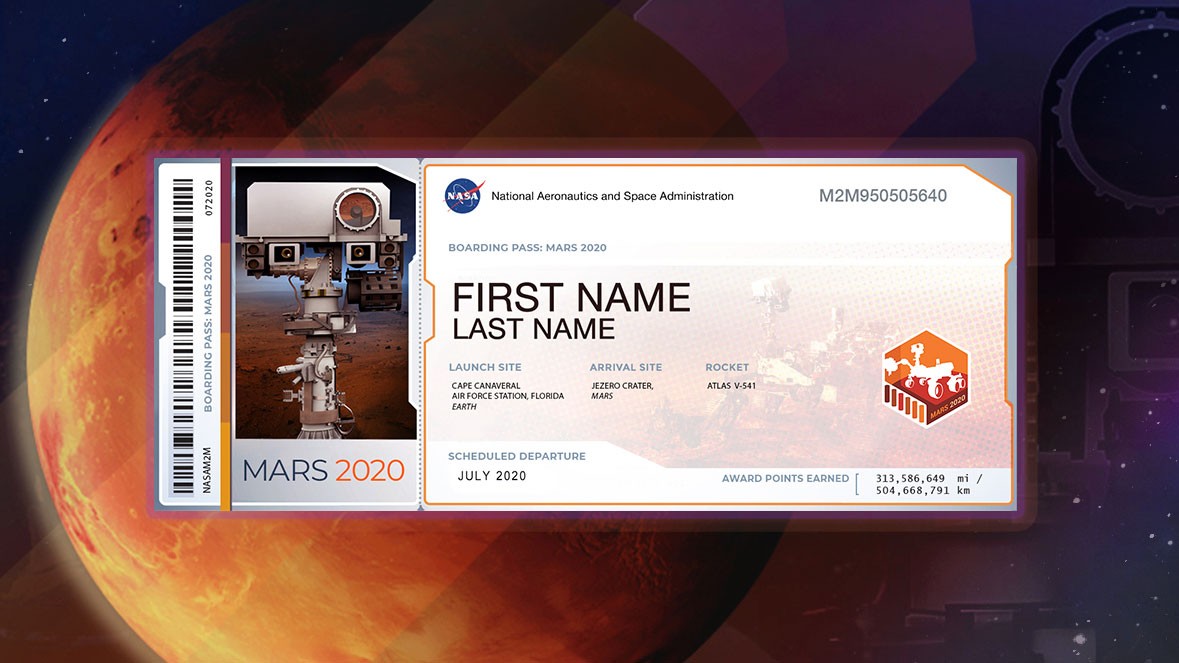 072020
BOARDING PASS: MARS 2020
NASAM2M
MARS 2020
NASA
National Aeronautics and Space Administration
M2M950505640
BOARDING PASS: MARS 2020
FIRST NAME
LAST NAME
LAUNCH SITE
CAPE CANAVERAL
AIR FORCE STATION, FLORIDA
EARTH
ARRIVAL SITE
JEZERO CRATER,
MARS
ROCKET
ATLAS V-541
MARS 2020
SCHEDULED DEPARTURE
JULY 2020
AWARD POINTS EARNED
313,586,649 mi /
504,668,791 km